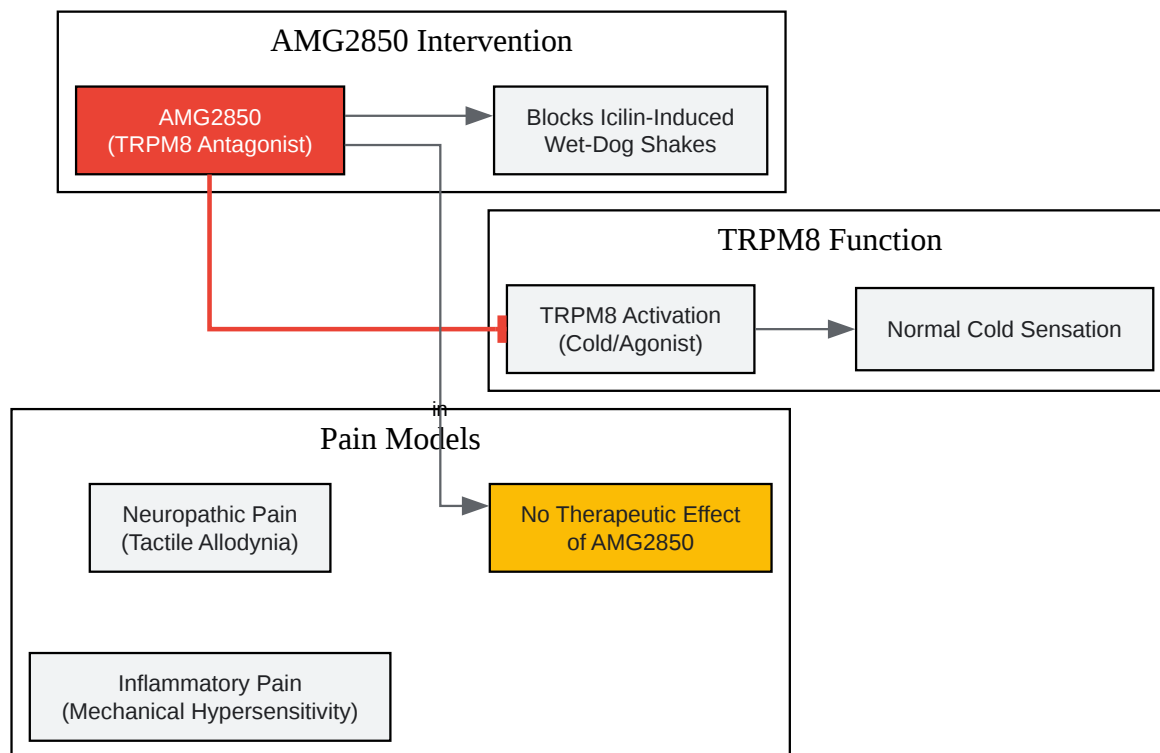 AMG2850 Intervention
AMG2850
(TRPM8 Antagonist)
Blocks Icilin-Induced
Wet-Dog Shakes
TRPM8 Function
TRPM8 Activation
(Cold/Agonist)
Normal Cold Sensation
in
Pain Models
Neuropathic Pain
(Tactile Allodynia)
No Therapeutic Effect
of AMG2850
Inflammatory Pain
(Mechanical Hypersensitivity)